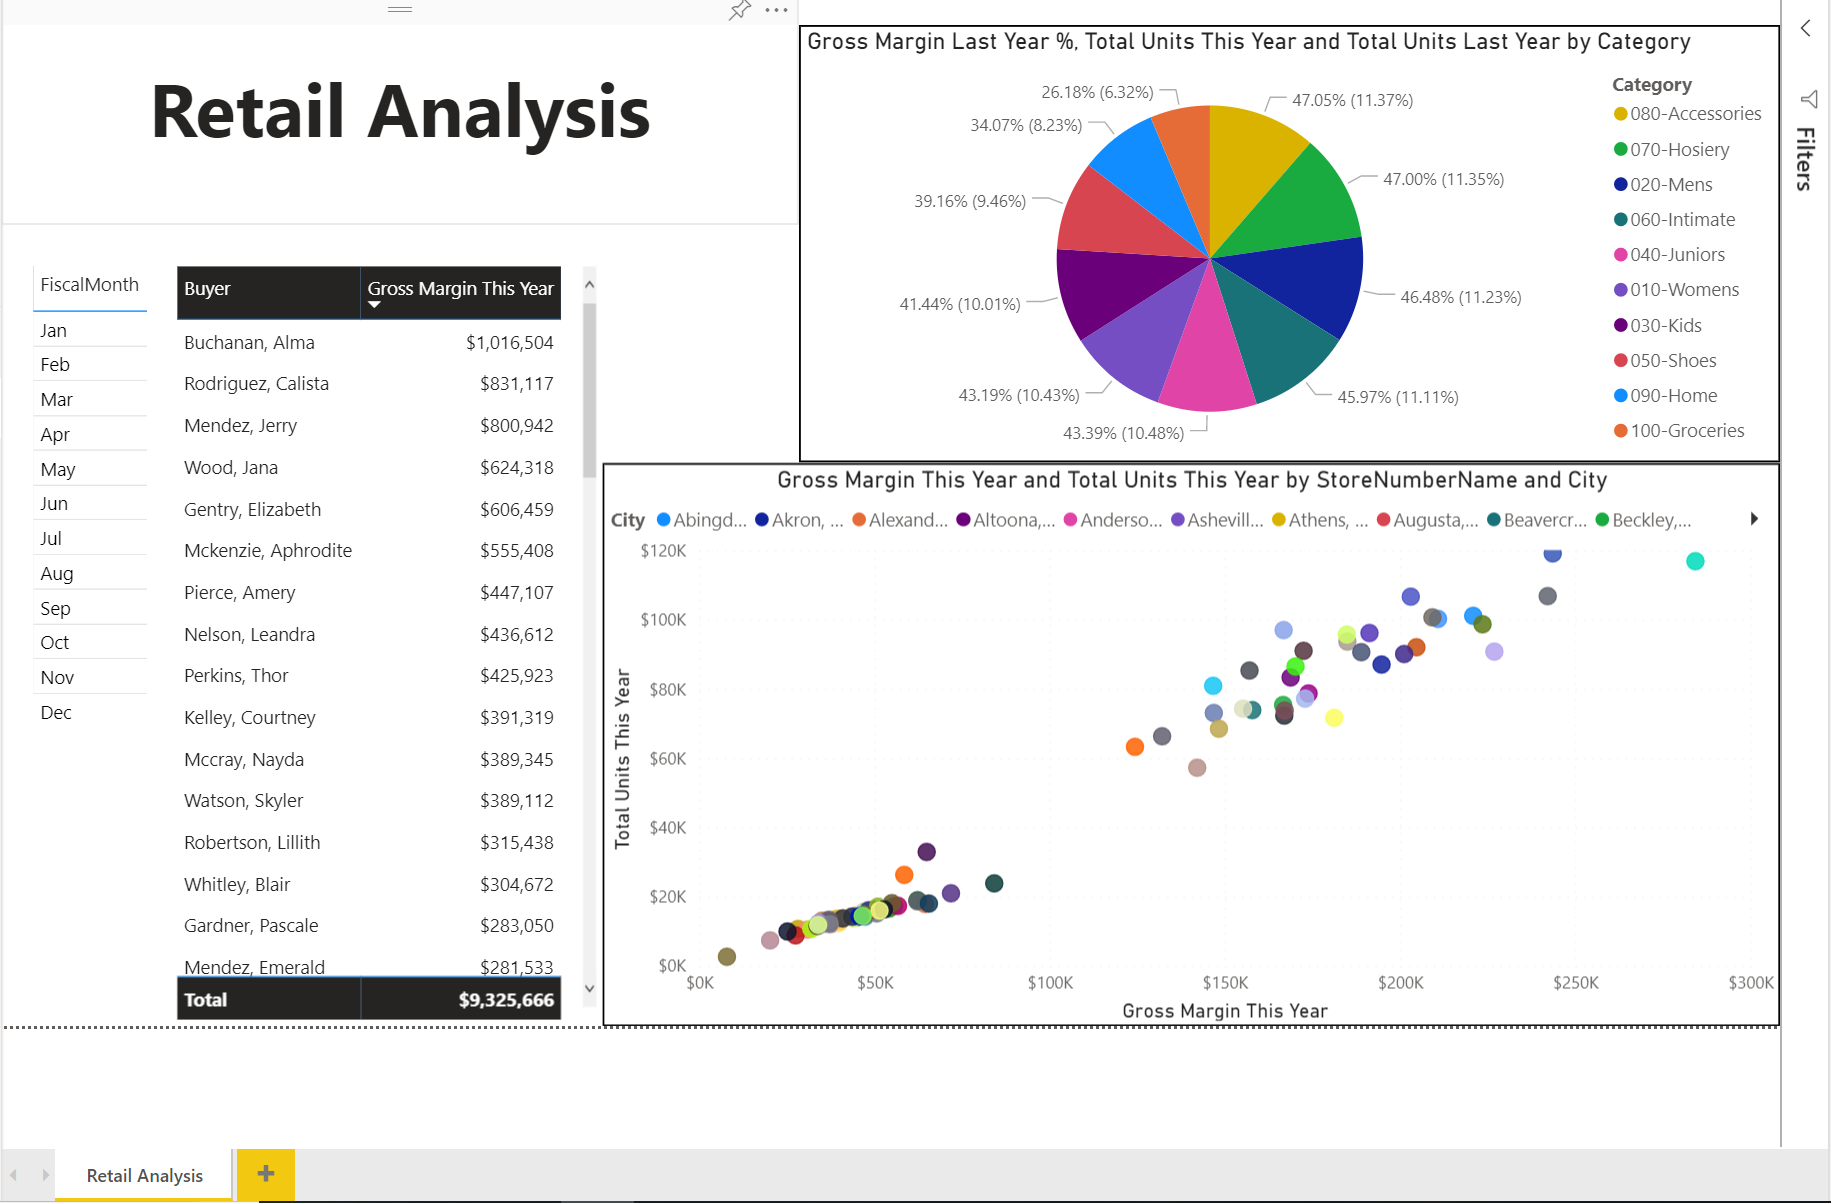 Retail Analysis
FiscalMonth
Jan
Feb
Mar
Apr
May
Jun
Jul
Aug
Sep
Oct
Nov
Dec
Buyer Gross Margin This Year
Buchanan, Alma $1,016,504
Rodriguez, Calista $831,117
Mendez, Jerry $800,942
Wood, Jana $624,318
Gentry, Elizabeth $606,459
Mckenzie, Aphrodite $555,408
Pierce, Amery $447,107
Nelson, Leandra $436,612
Perkins, Thor $425,923
Kelley, Courtney $391,319
Mccray, Nayda $389,345
Watson, Skyler $389,112
Robertson, Lillith $315,438
Whitley, Blair $304,672
Gardner, Pascale $283,050
Mendez, Emerald $281,533
Total $9,325,666
Gross Margin Last Year %, Total Units This Year and Total Units Last Year by Category
47.05% (11.37%)
47.00% (11.35%)
46.48% (11.23%)
45.97% (11.11%)
43.39% (10.48%)
43.19% (10.43%)
41.44% (10.01%)
39.16% (9.46%)
34.07% (8.23%)
26.18% (6.32%)
Category
080-Accessories
070-Hosiery
020-Mens
060-Intimate
040-Juniors
010-Womens
030-Kids
050-Shoes
090-Home
100-Groceries
Gross Margin This Year and Total Units This Year by StoreNumberName and City
City Abingd... Akron, ... Alexand... Altoona,... Anderso... Ashevill... Athens, ... Augusta,... Beavercr... Beckley,...
Total Units This Year
$120K
$100K
$80K
$60K
$40K
$20K
$0K
$0K $50K $100K $150K $200K $250K $300K
Gross Margin This Year
Filters
Retail Analysis